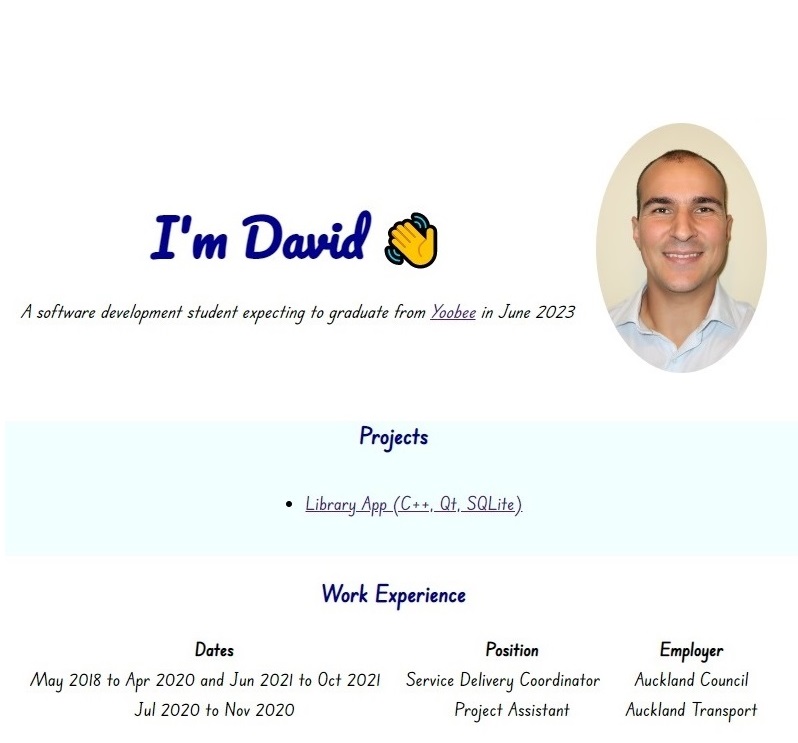 I'm David 👋
A software development student expecting to graduate from Yoobee in June 2023
Projects
• Library App (C++, Qt, SQLite)
Work Experience
Dates Position Employer
May 2018 to Apr 2020 and Jun 2021 to Oct 2021 Service Delivery Coordinator Auckland Council
Jul 2020 to Nov 2020 Project Assistant Auckland Transport